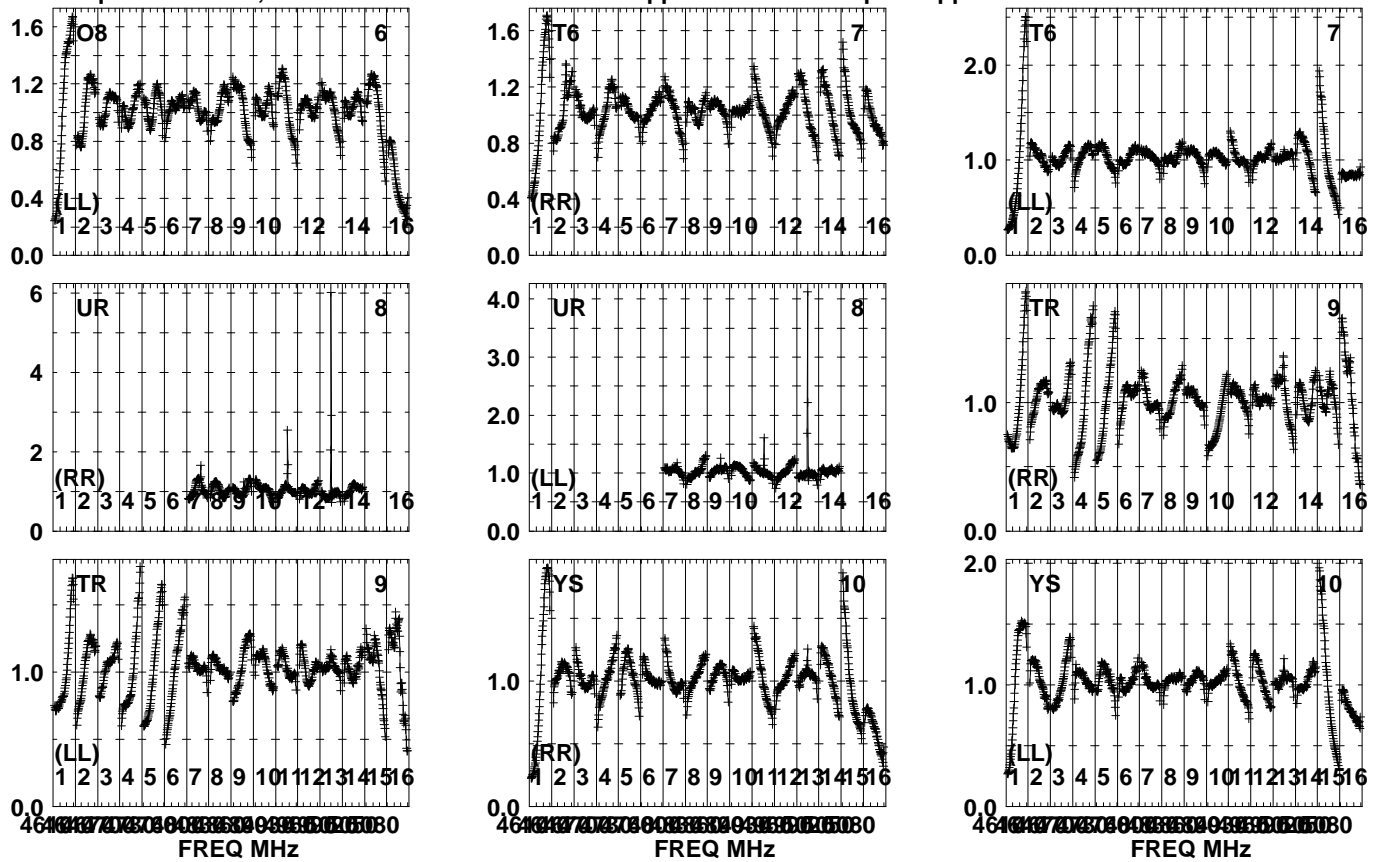 1.6 O8 6
1.2
0.8
0.4 (LL)
1 2 3 4 5 6 7 8 9 10 12 14 16
0.0
1.6 T6 7
1.2
0.8
0.4 (RR)
1 2 3 4 5 6 7 8 9 10 12 14 16
0.0
T6 7
2.0
1.0
(LL)
1 2 3 4 5 6 7 8 9 10 12 14 16
0.0
6 UR 8
4
2
(RR)
1 2 3 4 5 6 7 8 9 10 12 14 16
0
4.0 UR 8
3.0
2.0
1.0 (LL)
1 2 3 4 5 6 7 8 9 10 12 14 16
0.0
TR 9
1.0
(RR)
1 2 3 4 5 6 7 8 9 10 12 14 16
0.0
TR 9
1.0
(LL)
1 2 3 4 5 6 7 8 9 10 11 12 13 14 15 16
0.0
FREQ MHz
YS 10
1.0
(RR)
1 2 3 4 5 6 7 8 9 10 11 12 13 14 15 16
0.0
FREQ MHz
2.0 YS 10
1.0
(LL)
1 2 3 4 5 6 7 8 9 10 11 12 13 14 15 16
0.0
FREQ MHz